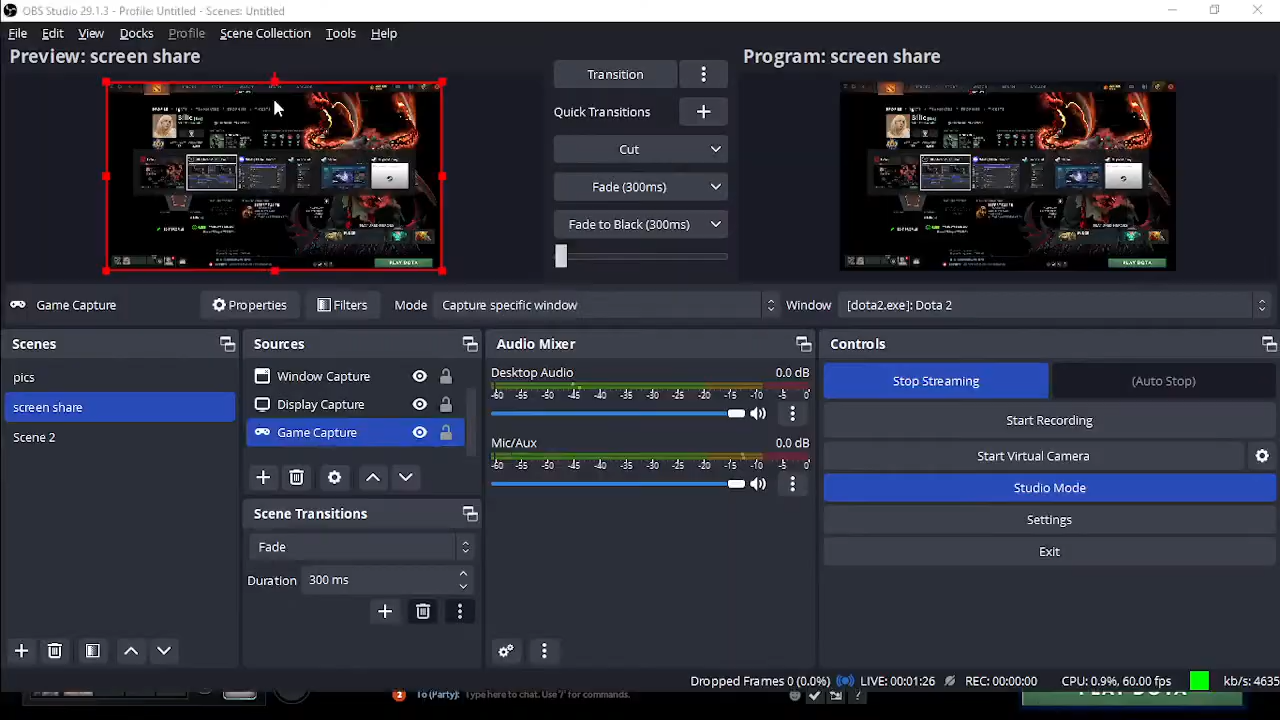 OBS Studio 29.1.3 - Profile: Untitled - Scenes: Untitled
File Edit View Docks Profile Scene Collection Tools Help
Preview: screen share
Program: screen share
Transition
Quick Transitions
Cut
Fade (300ms)
Fade to Black (300ms)
PLAY DOTA
PLAY DOTA
Game Capture
Properties
Filters
Mode
Capture specific window
Window
[dota2.exe]: Dota 2
Scenes
pics
screen share
Scene 2
Sources
Window Capture
Display Capture
Game Capture
Scene Transitions
Fade
Duration
300 ms
Audio Mixer
Desktop Audio 0.0 dB
-60 -55 -50 -45 -40 -35 -30 -25 -20 -15 -10 -5 0
Mic/Aux 0.0 dB
-60 -55 -50 -45 -40 -35 -30 -25 -20 -15 -10 -5 0
Controls
Stop Streaming
(Auto Stop)
Start Recording
Start Virtual Camera
Studio Mode
Settings
Exit
Dropped Frames 0 (0.0%) LIVE: 00:01:26 REC: 00:00:00 CPU: 0.9%, 60.00 fps kb/s: 4635
2 To (Party): Type here to chat. Use '/' for commands.
PLAY DOTA